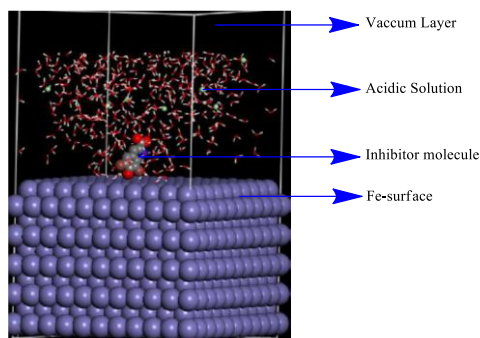 Vaccum Layer
Acidic Solution
Inhibitor molecule
Fe-surface